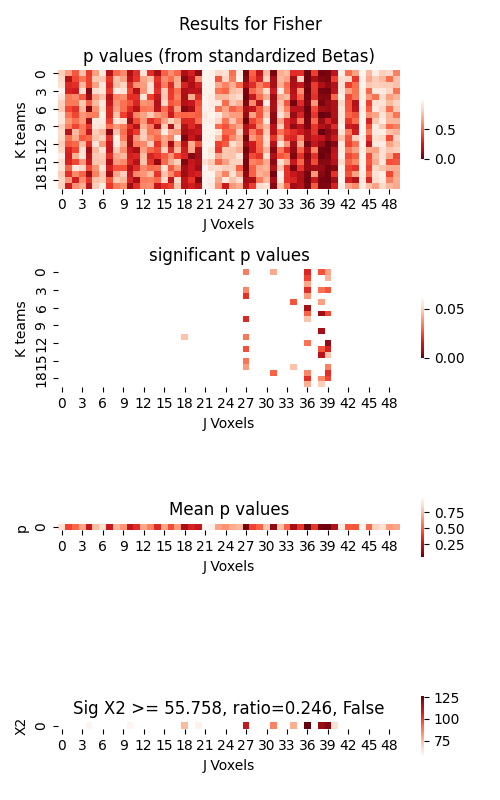 Results for Fisher
p values (from standardized Betas)
K teams
0
3
6
9
12
15
18
0 3 6 9 12 15 18 21 24 27 30 33 36 39 42 45 48
J Voxels
0.5
0.0
significant p values
K teams
0
3
6
9
12
15
18
0 3 6 9 12 15 18 21 24 27 30 33 36 39 42 45 48
J Voxels
0.05
0.00
Mean p values
p
0
0 3 6 9 12 15 18 21 24 27 30 33 36 39 42 45 48
J Voxels
0.75
0.50
0.25
Sig X2 >= 55.758, ratio=0.246, False
X2
0
0 3 6 9 12 15 18 21 24 27 30 33 36 39 42 45 48
J Voxels
125
100
75